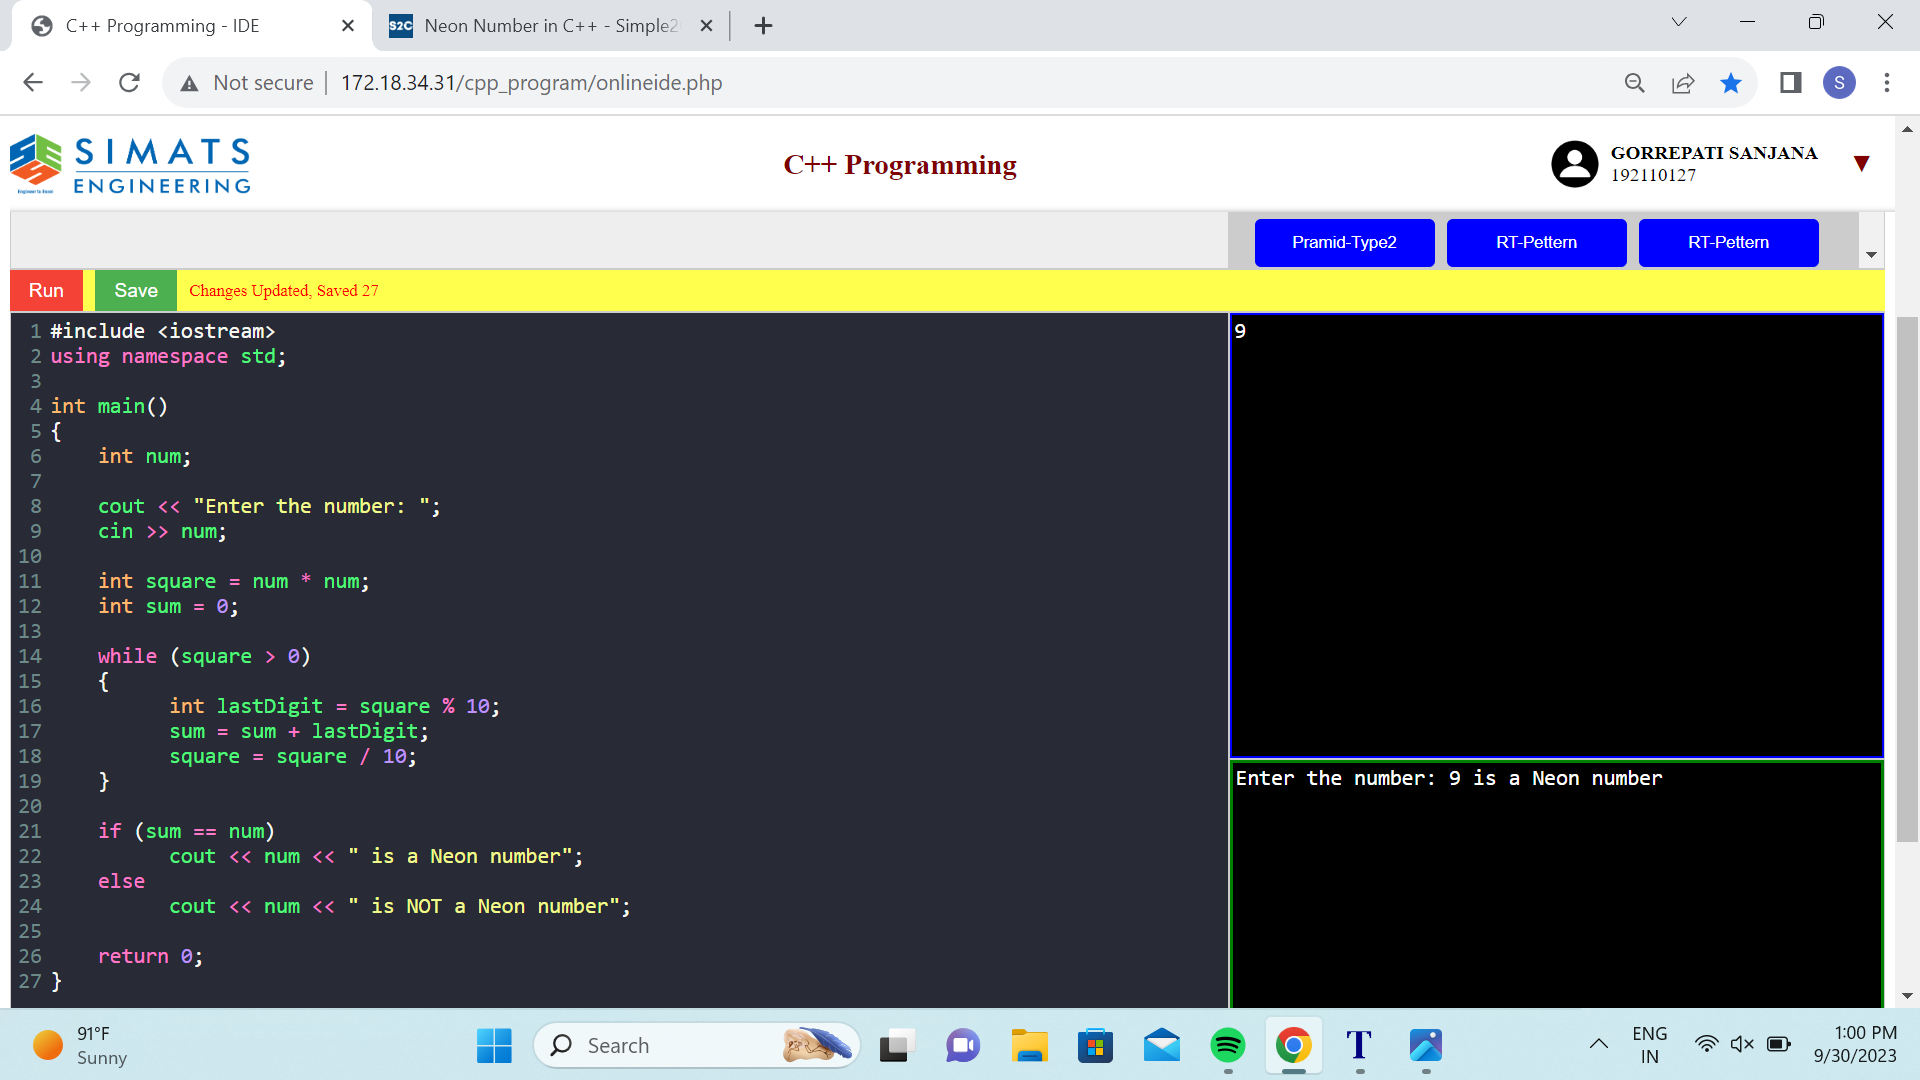 C++ Programming - IDE
S2C
Neon Number in C++ - Simple2
Not secure
172.18.34.31/cpp_program/onlineide.php
S
SIMATS
ENGINEERING
Engineer to Excel
C++ Programming
GORREPATI SANJANA
192110127
Pramid-Type2
RT-Pettern
RT-Pettern
Run
Save
Changes Updated, Saved 27
1 #include <iostream>
2 using namespace std;
3
4 int main()
5 {
6     int num;
7
8     cout << "Enter the number: ";
9     cin >> num;
10
11     int square = num * num;
12     int sum = 0;
13
14     while (square > 0)
15     {
16           int lastDigit = square % 10;
17           sum = sum + lastDigit;
18           square = square / 10;
19     }
20
21     if (sum == num)
22           cout << num << " is a Neon number";
23     else
24           cout << num << " is NOT a Neon number";
25
26     return 0;
27 }
9
Enter the number: 9 is a Neon number
91°F
Sunny
Search
T
ENG
IN
1:00 PM
9/30/2023